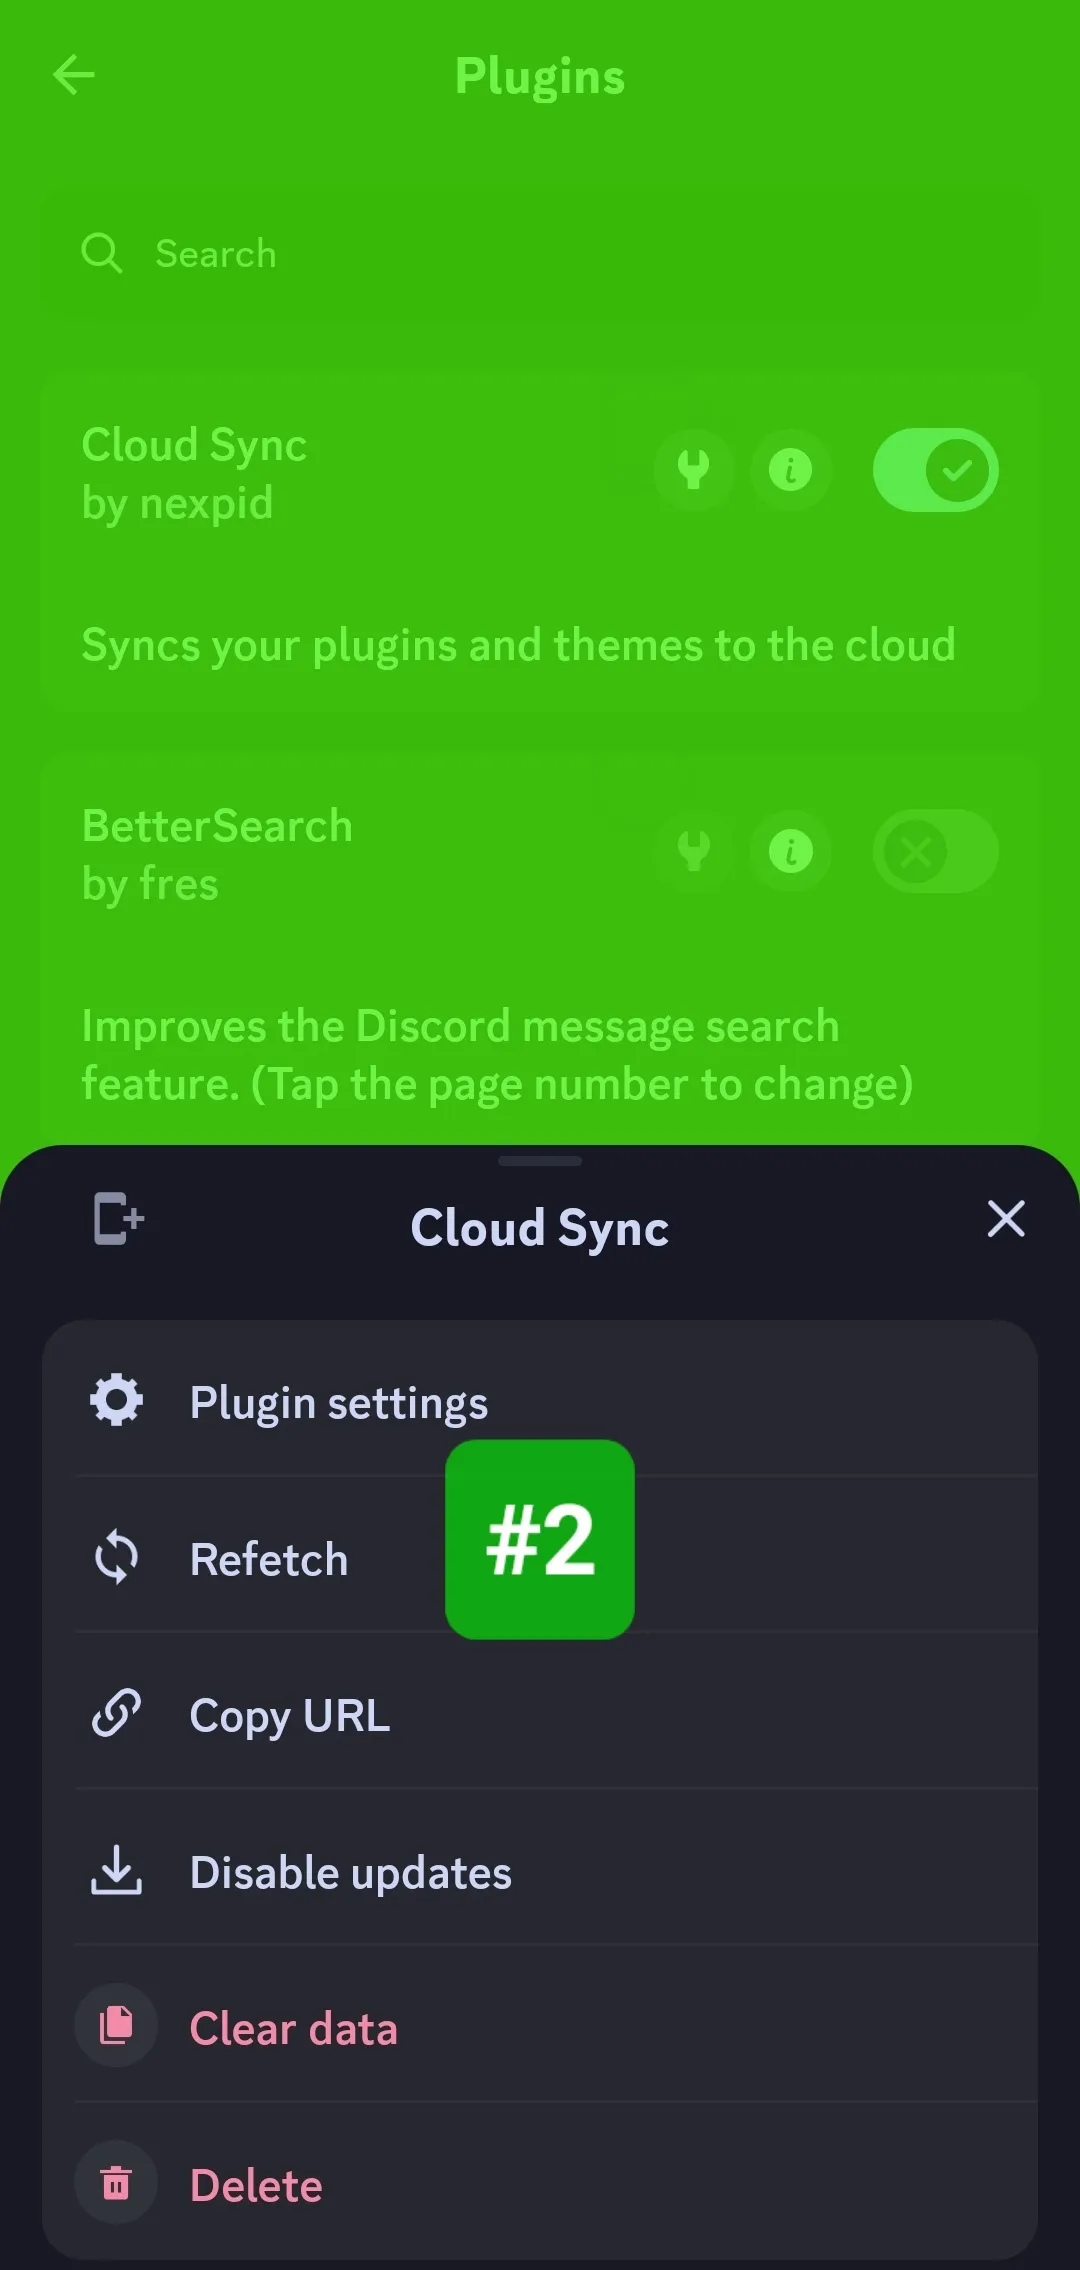 Plugins
Search
Cloud Sync
by nexpid
Syncs your plugins and themes to the cloud
BetterSearch
by fres
Improves the Discord message search
feature. (Tap the page number to change)
Cloud Sync
Plugin settings
#2
Refetch
Copy URL
Disable updates
Clear data
Delete